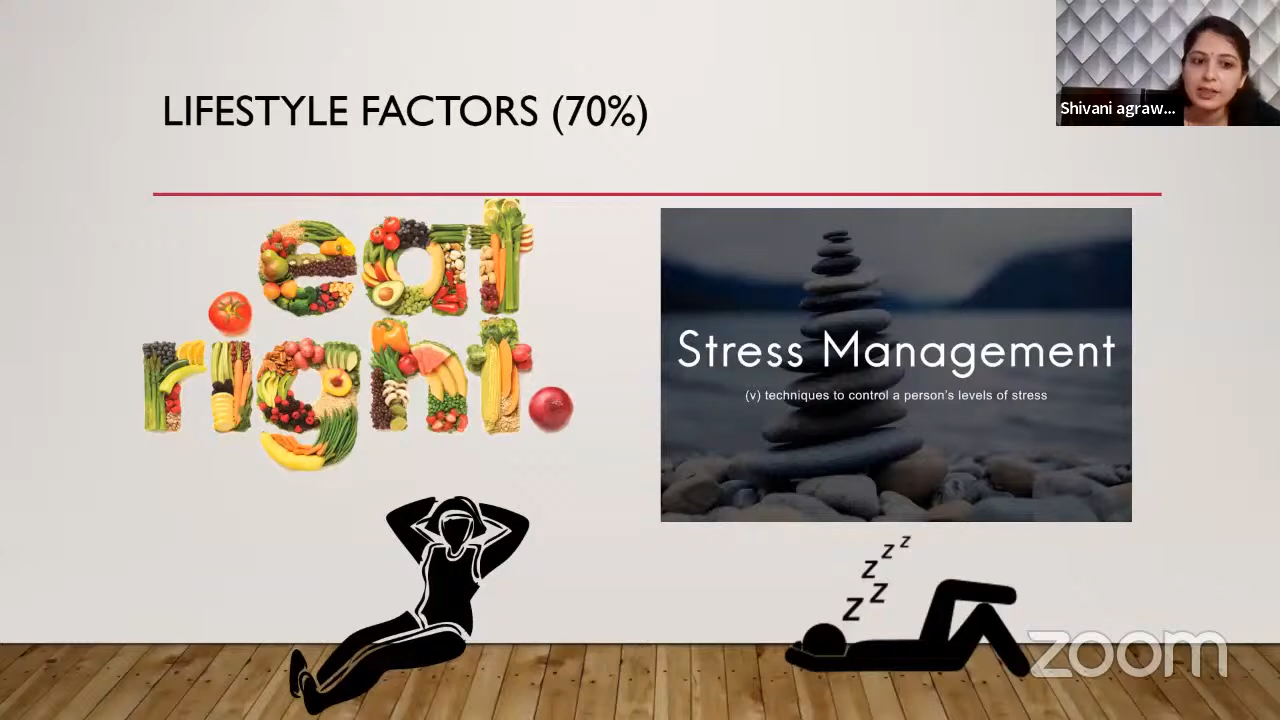 LIFESTYLE FACTORS (70%)
Shivani agraw...
eat
right.
Stress Management
(v) techniques to control a person's levels of stress
z
z
z
z
z
zoom